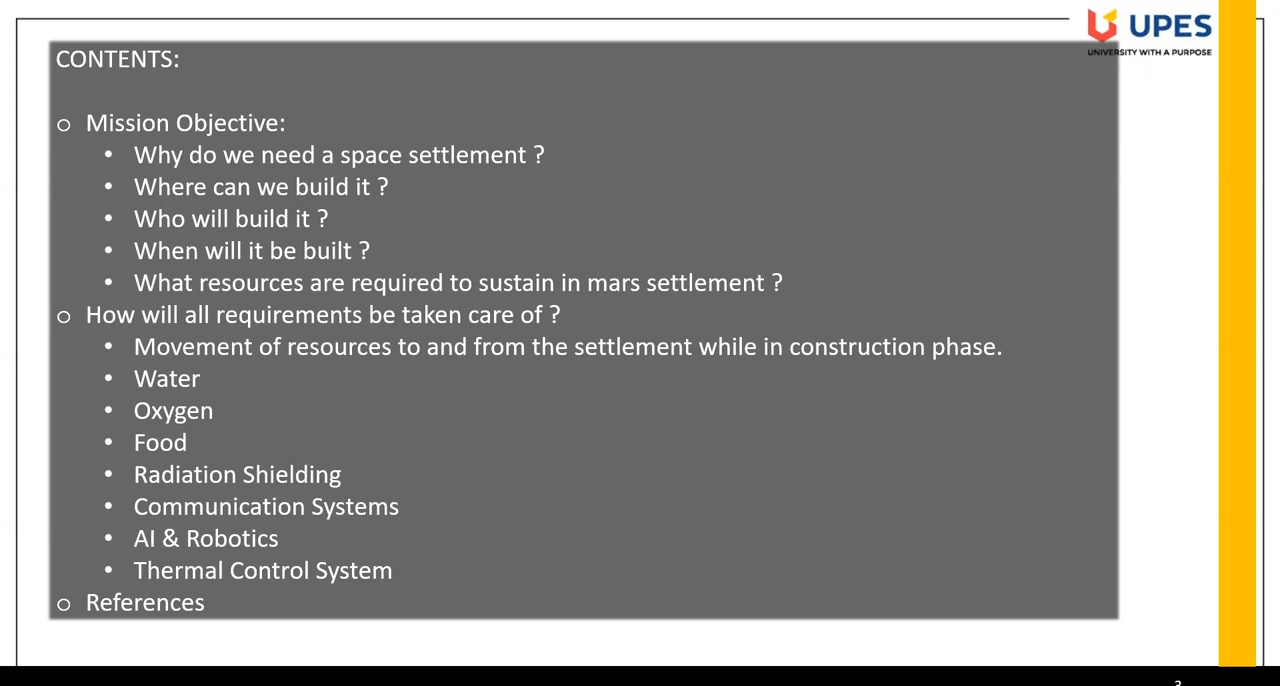 UPES
UNIVERSITY WITH A PURPOSE
CONTENTS:
o Mission Objective:
• Why do we need a space settlement ?
• Where can we build it ?
• Who will build it ?
• When will it be built ?
• What resources are required to sustain in mars settlement ?
o How will all requirements be taken care of ?
• Movement of resources to and from the settlement while in construction phase.
• Water
• Oxygen
• Food
• Radiation Shielding
• Communication Systems
• AI & Robotics
• Thermal Control System
o References
3